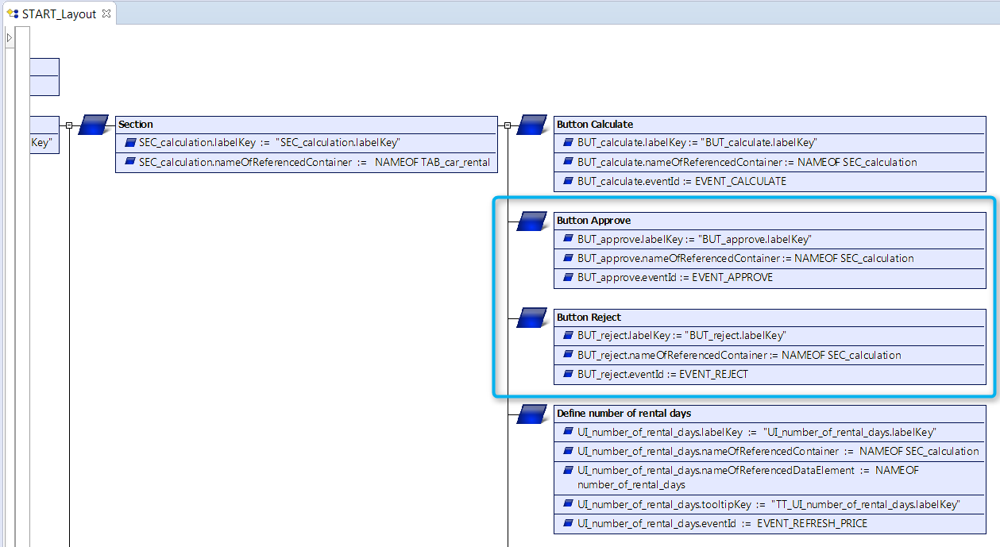 START_Layout
Key"
Section
SEC_calculation.labelKey := "SEC_calculation.labelKey"
SEC_calculation.nameOfReferencedContainer := NAMEOF TAB_car_rental
Button Calculate
BUT_calculate.labelKey := "BUT_calculate.labelKey"
BUT_calculate.nameOfReferencedContainer := NAMEOF SEC_calculation
BUT_calculate.eventId := EVENT_CALCULATE
Button Approve
BUT_approve.labelKey := "BUT_approve.labelKey"
BUT_approve.nameOfReferencedContainer := NAMEOF SEC_calculation
BUT_approve.eventId := EVENT_APPROVE
Button Reject
BUT_reject.labelKey := "BUT_reject.labelKey"
BUT_reject.nameOfReferencedContainer := NAMEOF SEC_calculation
BUT_reject.eventId := EVENT_REJECT
Define number of rental days
UI_number_of_rental_days.labelKey := "UI_number_of_rental_days.labelKey"
UI_number_of_rental_days.nameOfReferencedContainer := NAMEOF SEC_calculation
UI_number_of_rental_days.nameOfReferencedDataElement := NAMEOF
number_of_rental_days
UI_number_of_rental_days.tooltipKey := "TT_UI_number_of_rental_days.labelKey"
UI_number_of_rental_days.eventId := EVENT_REFRESH_PRICE